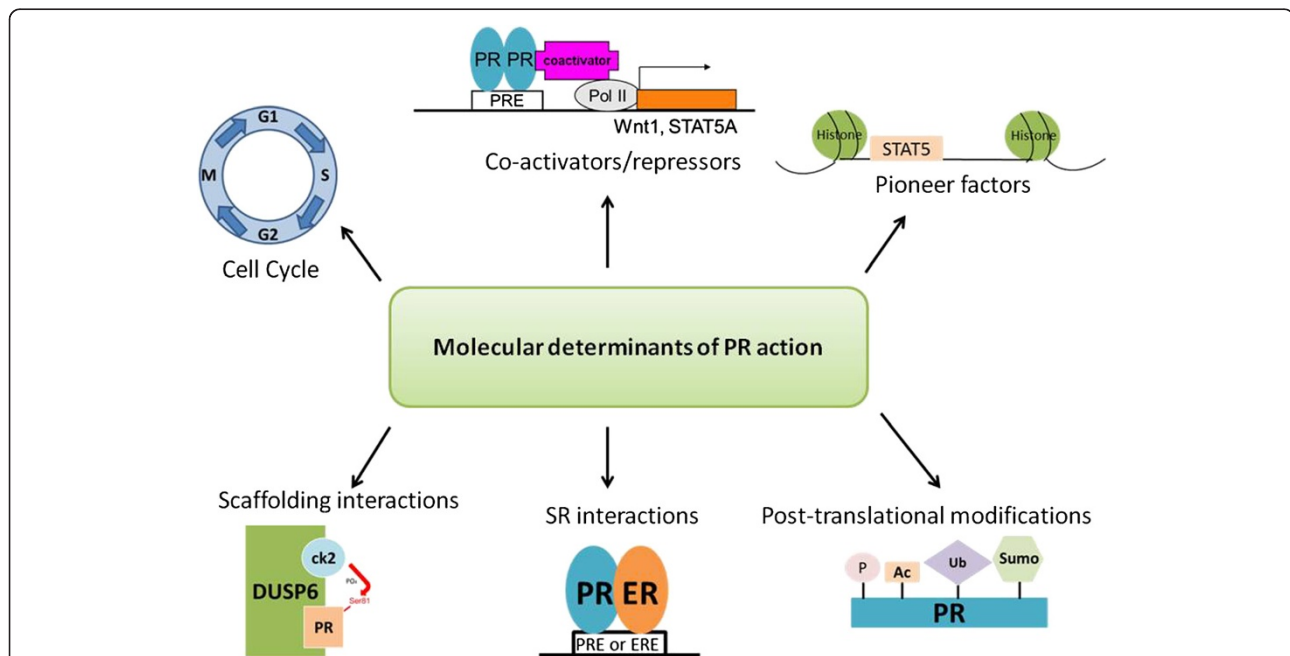 PR PR coactivator
PRE Pol II
Wnt1, STAT5A
Co-activators/repressors
G1
M S
G2
Cell Cycle
Histone Histone
STAT5
Pioneer factors
Molecular determinants of PR action
Scaffolding interactions
ck2
DUSP6
PO₄
Ser81
PR
SR interactions
PR ER
PRE or ERE
Post-translational modifications
P Ac Ub Sumo
PR